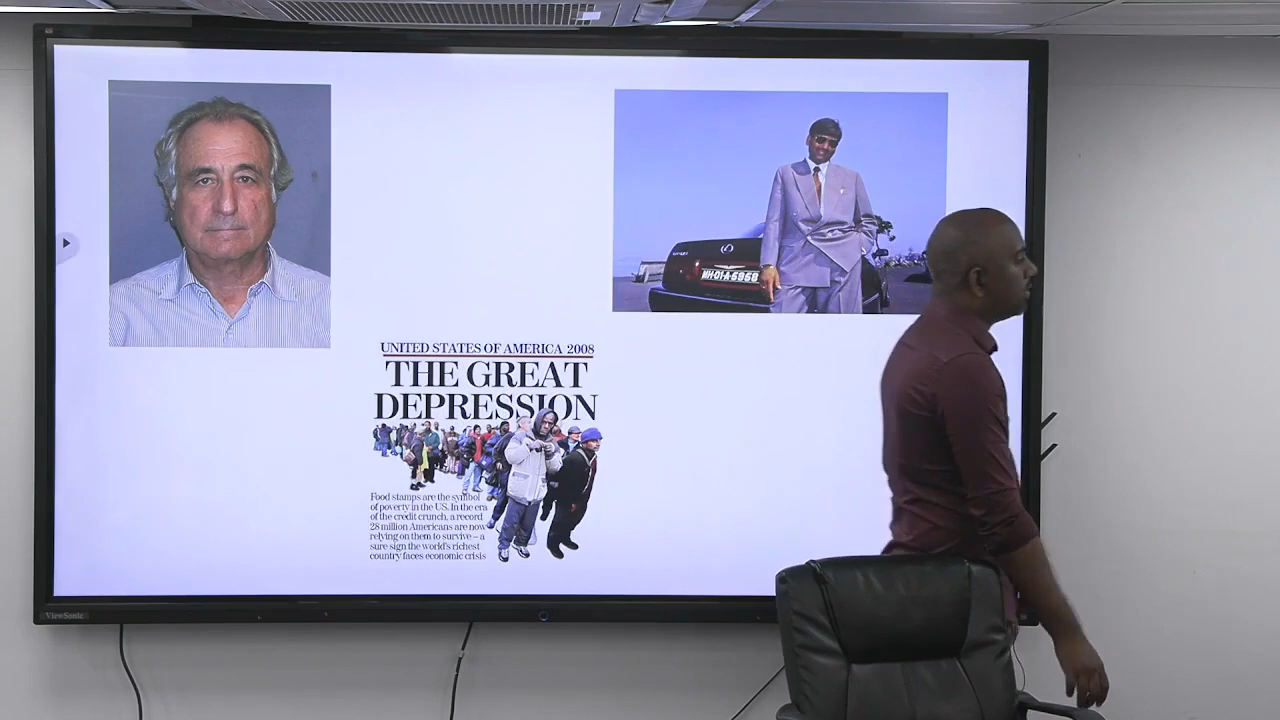 MH-01-A-5958
UNITED STATES OF AMERICA 2008
THE GREAT
DEPRESSION
Food stamps are the symbol
of poverty in the US. In the era
of the credit crunch, a record
28 million Americans are now
relying on them to survive – a
sure sign the world's richest
country faces economic crisis
ViewSonic